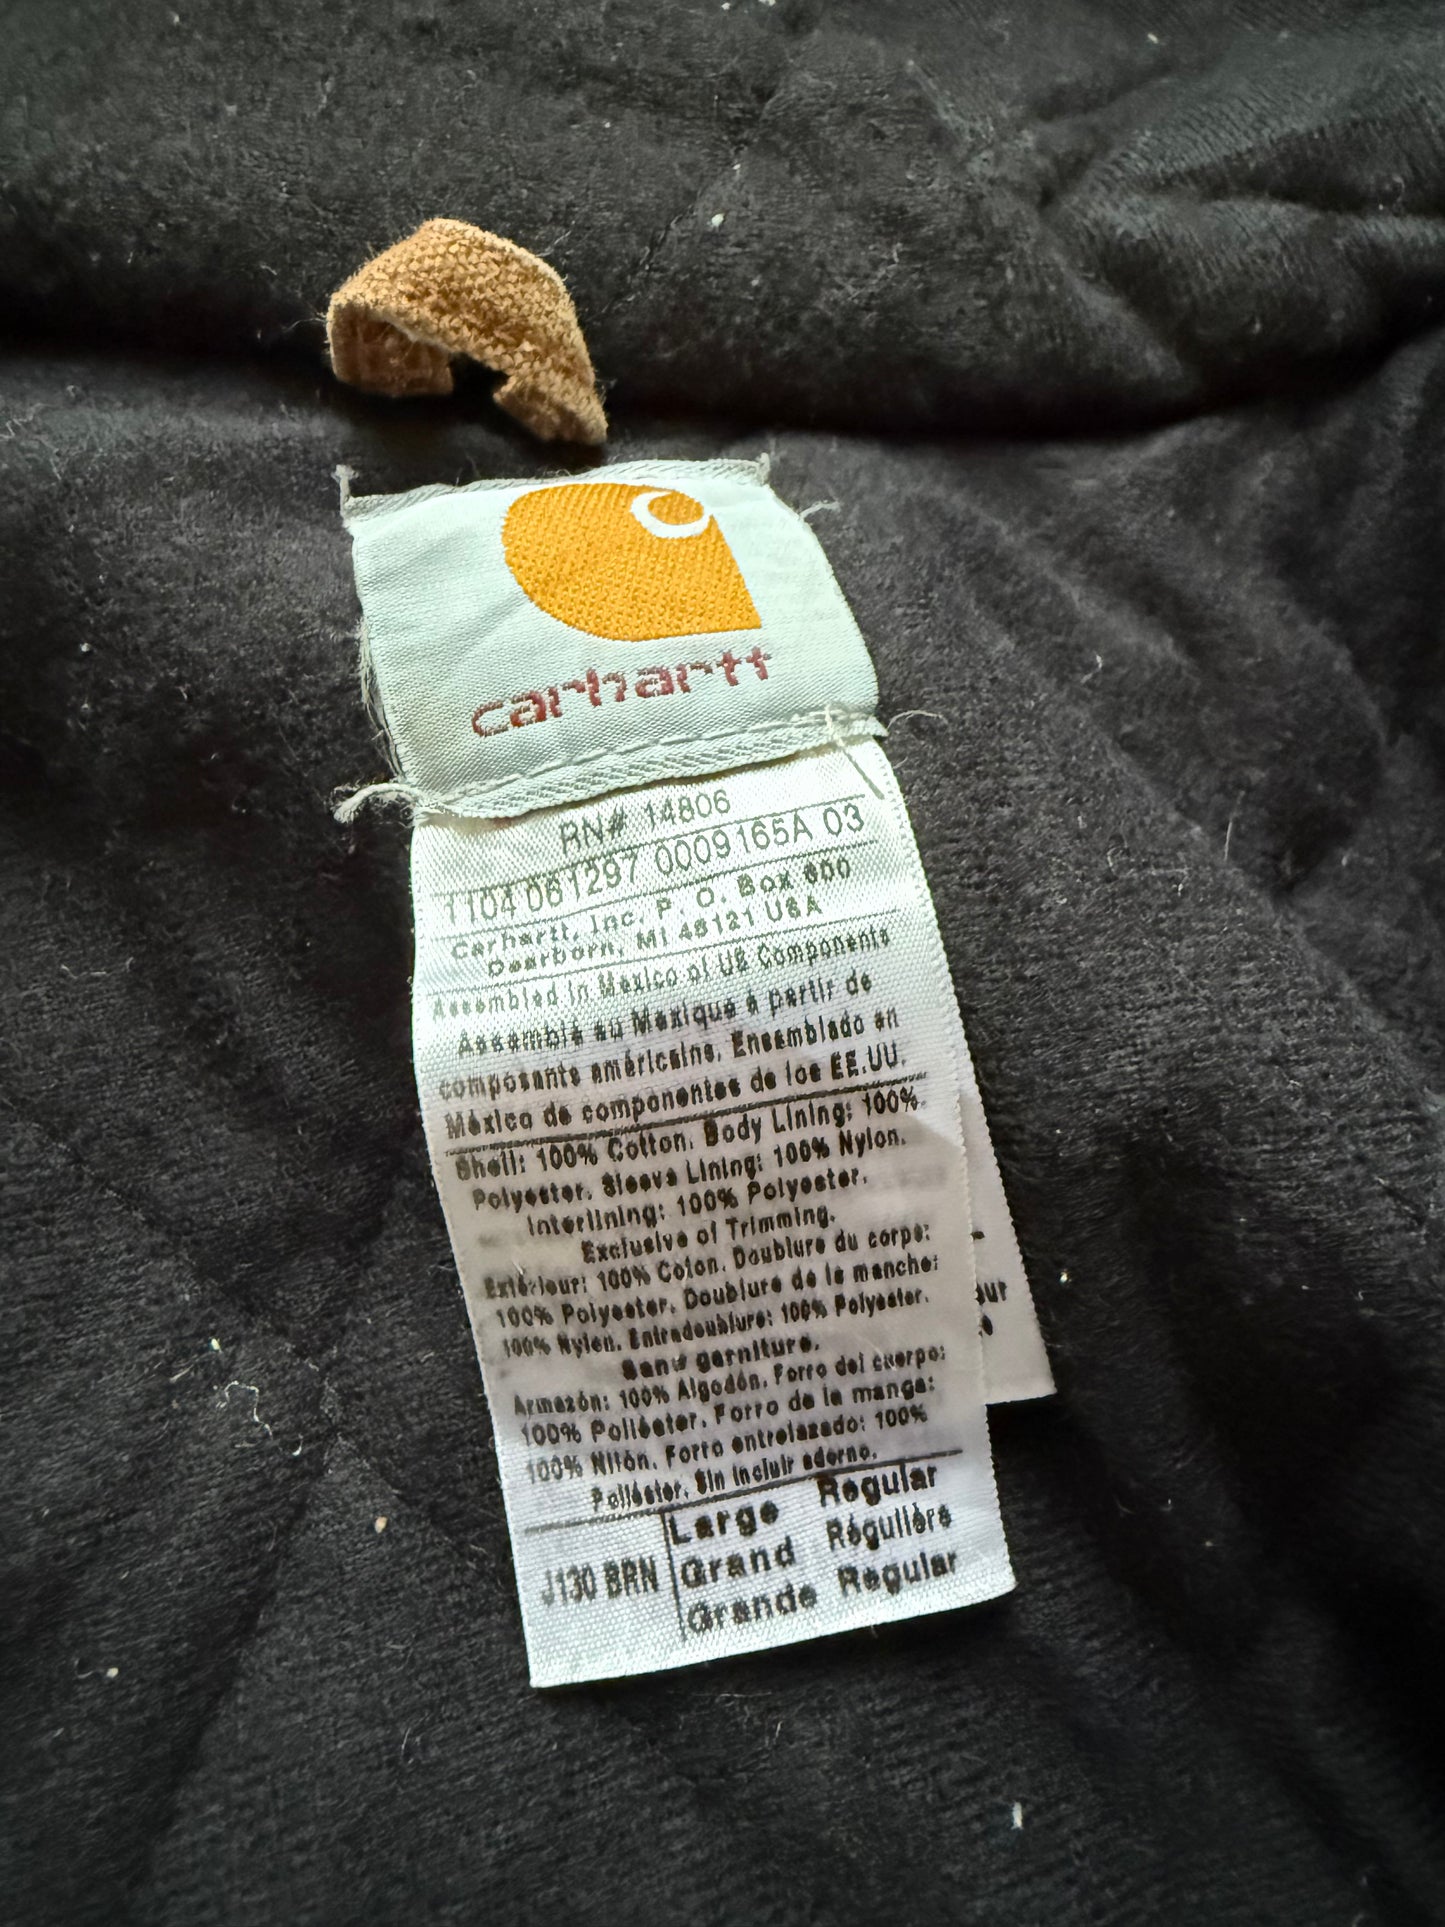 carhartt
RN# 14806
1104 061297 0009165A 03
Carhartt, Inc. P. O. Box 600
Dearborn, MI 48121 USA
Assembled in Mexico of US Components
Assemblé au Mexique à partir de
composants américains. Ensamblado en
México de componentes de los EE.UU.
Shell: 100% Cotton. Body Lining: 100%
Polyester. Sleeve Lining: 100% Nylon.
Interlining: 100% Polyester.
Exclusive of Trimming.
Extérieur: 100% Coton. Doublure du corps:
100% Polyester. Doublure de la manche:
100% Nylon. Entredoublure: 100% Polyester.
Sans garniture.
Armazón: 100% Algodón. Forro del cuerpo:
100% Poliéster. Forro de la manga:
100% Nilón. Forro entrelazado: 100%
Poliéster. Sin incluir adorno.
J130 BRN
Large Regular
Grand Régulière
Grande Regular